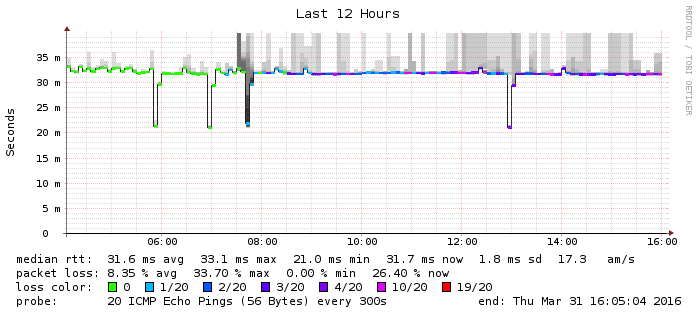 Last 12 Hours
RRDTOOL / TOBI OETIKER
Seconds
35 m
30 m
25 m
20 m
15 m
10 m
5 m
0
06:00 08:00 10:00 12:00 14:00 16:00
median rtt: 31.6 ms avg 33.1 ms max 21.0 ms min 31.7 ms now 1.8 ms sd 17.3 am/s
packet loss: 8.35 % avg 33.70 % max 0.00 % min 26.40 % now
loss color: 0 1/20 2/20 3/20 4/20 10/20 19/20
probe: 20 ICMP Echo Pings (56 Bytes) every 300s end: Thu Mar 31 16:05:04 2016